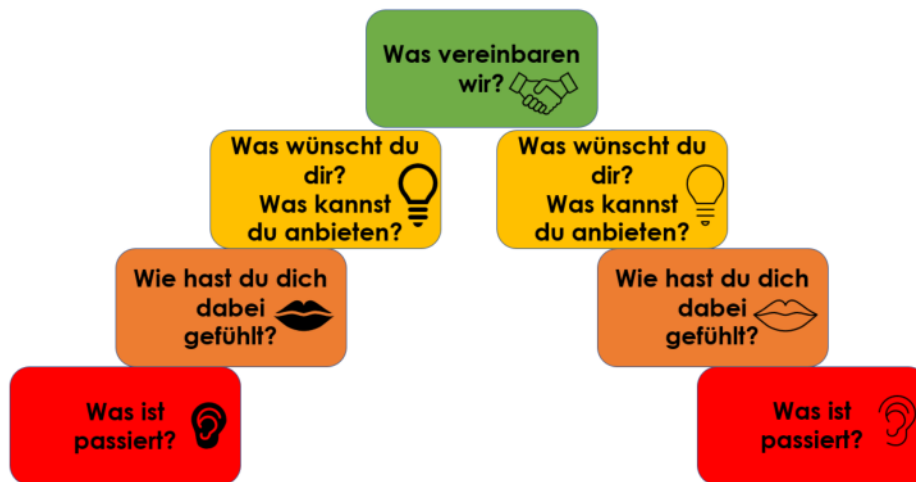 Was vereinbaren
wir?
Was wünscht du
dir?
Was kannst
du anbieten?
Was wünscht du
dir?
Was kannst
du anbieten?
Wie hast du dich
dabei
gefühlt?
Wie hast du dich
dabei
gefühlt?
Was ist
passiert?
Was ist
passiert?